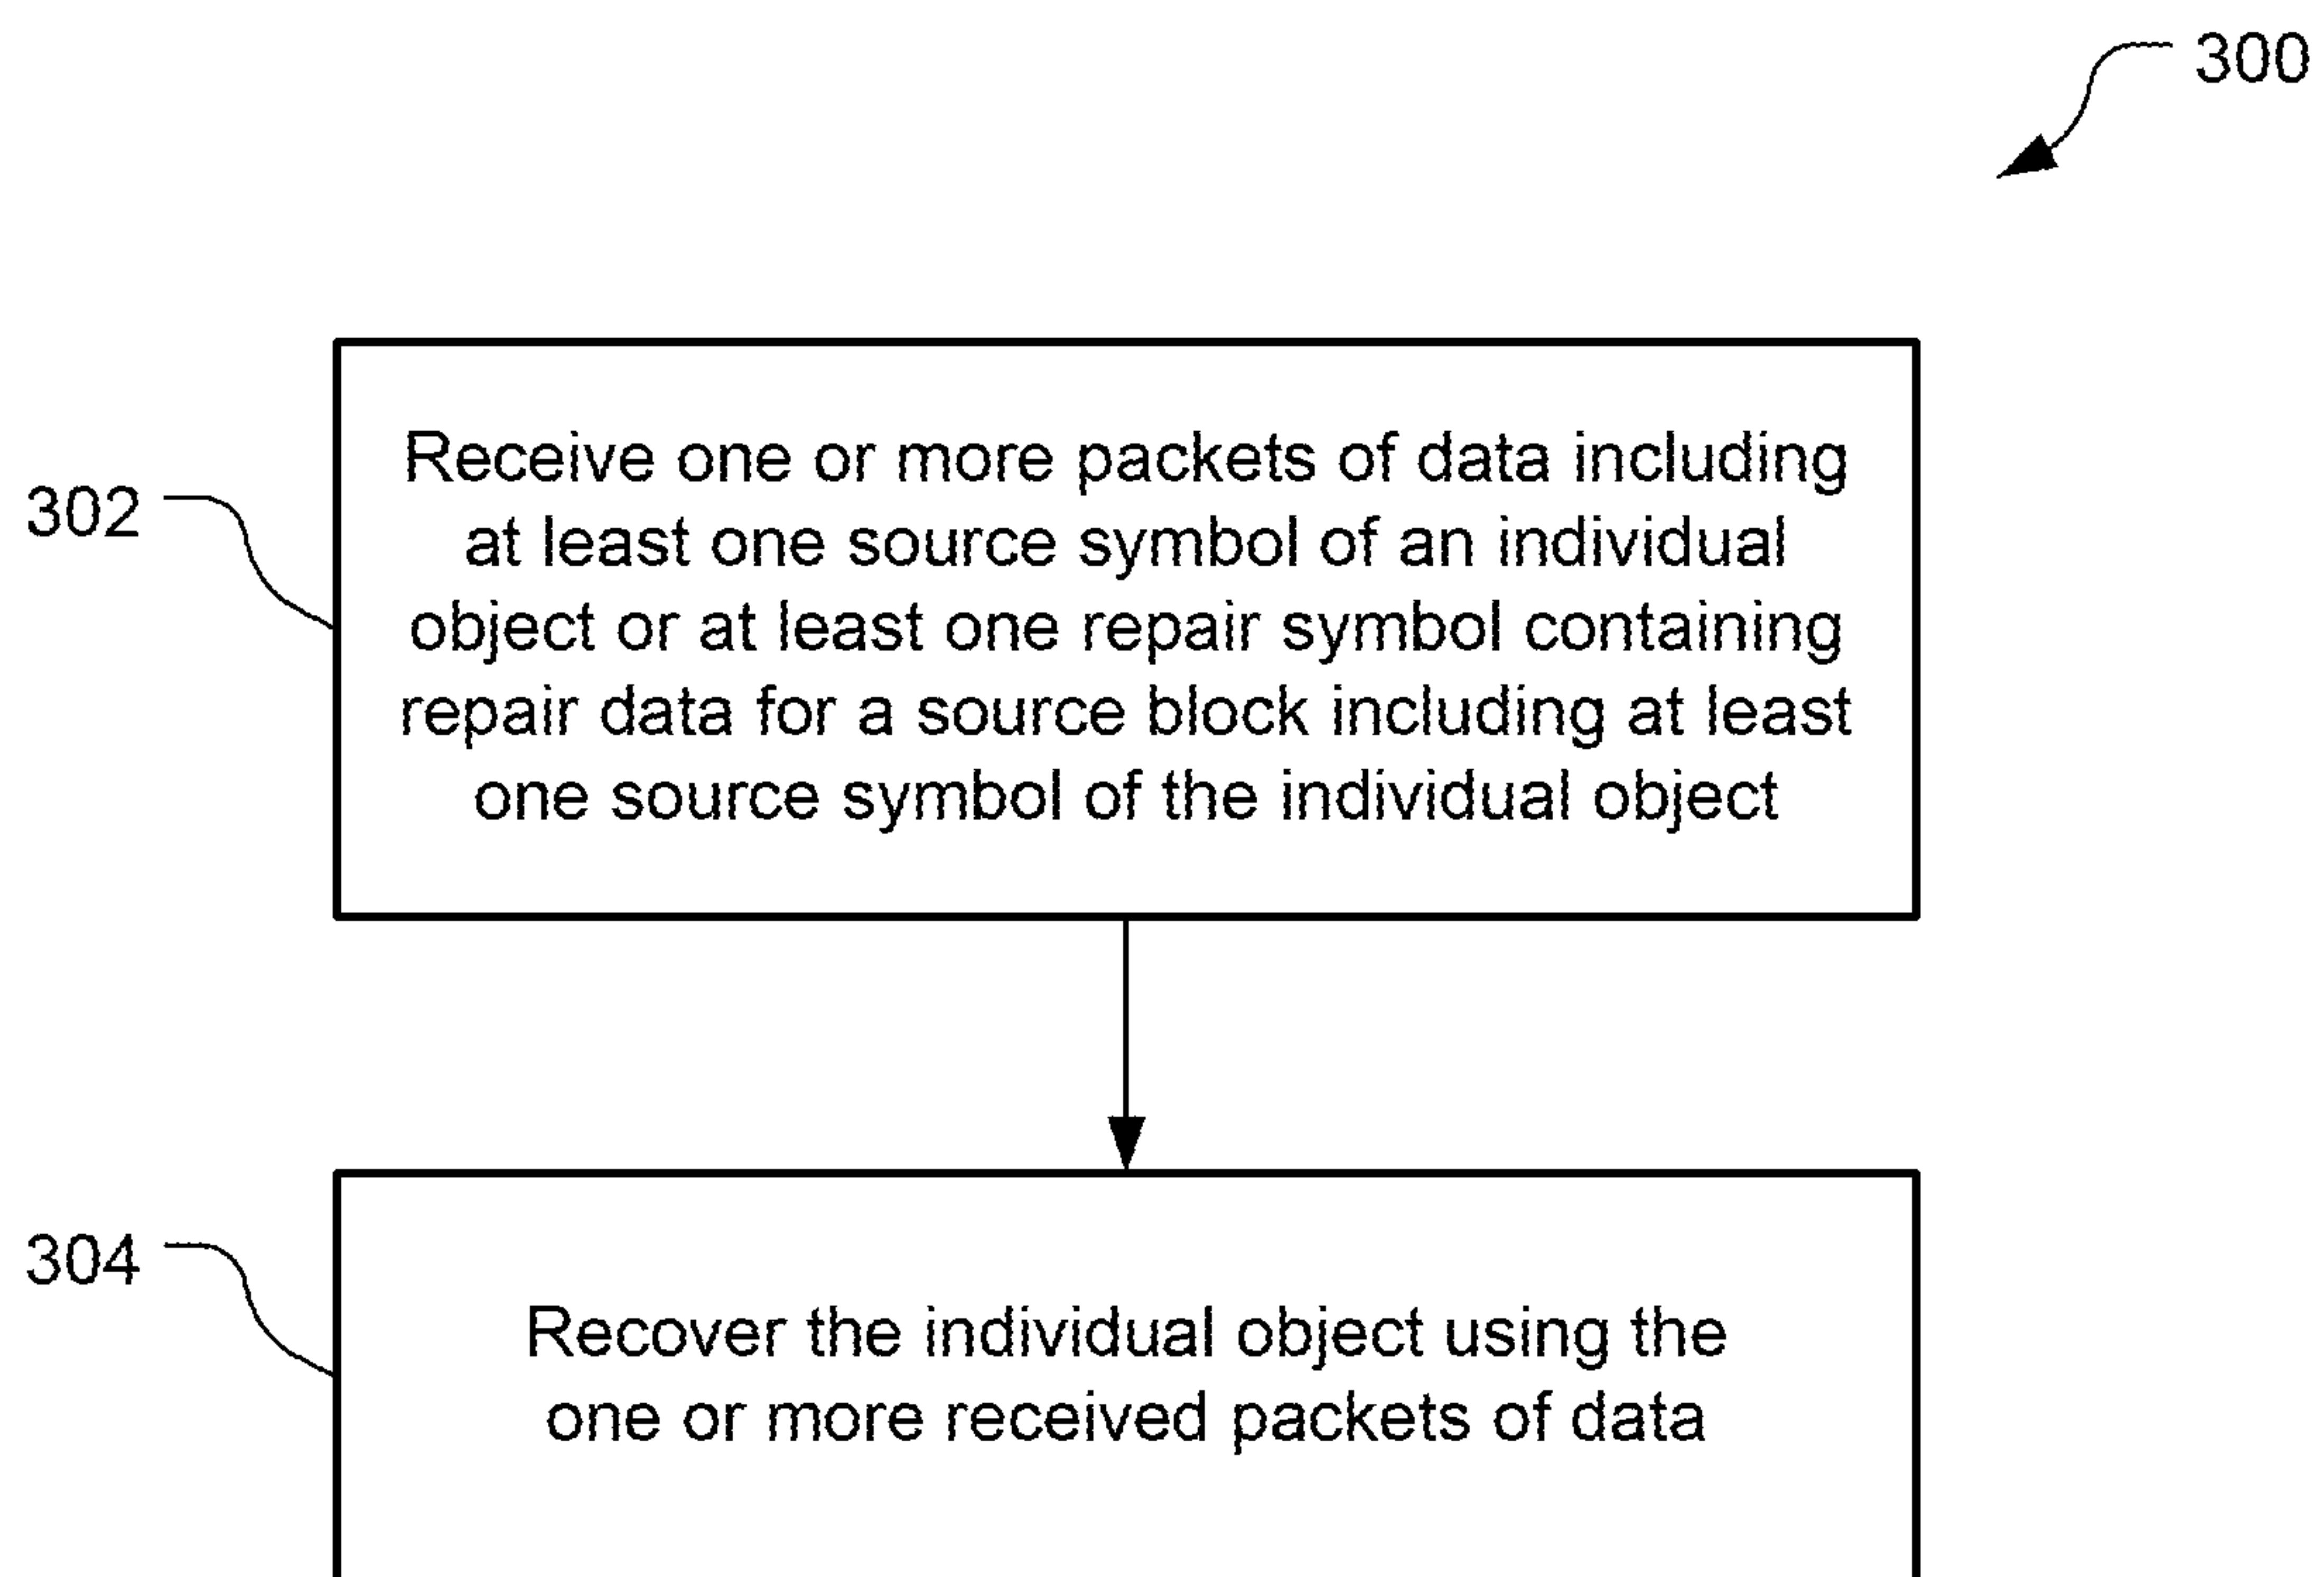 300
302
Receive one or more packets of data including
at least one source symbol of an individual
object or at least one repair symbol containing
repair data for a source block including at least
one source symbol of the individual object
304
Recover the individual object using the
one or more received packets of data